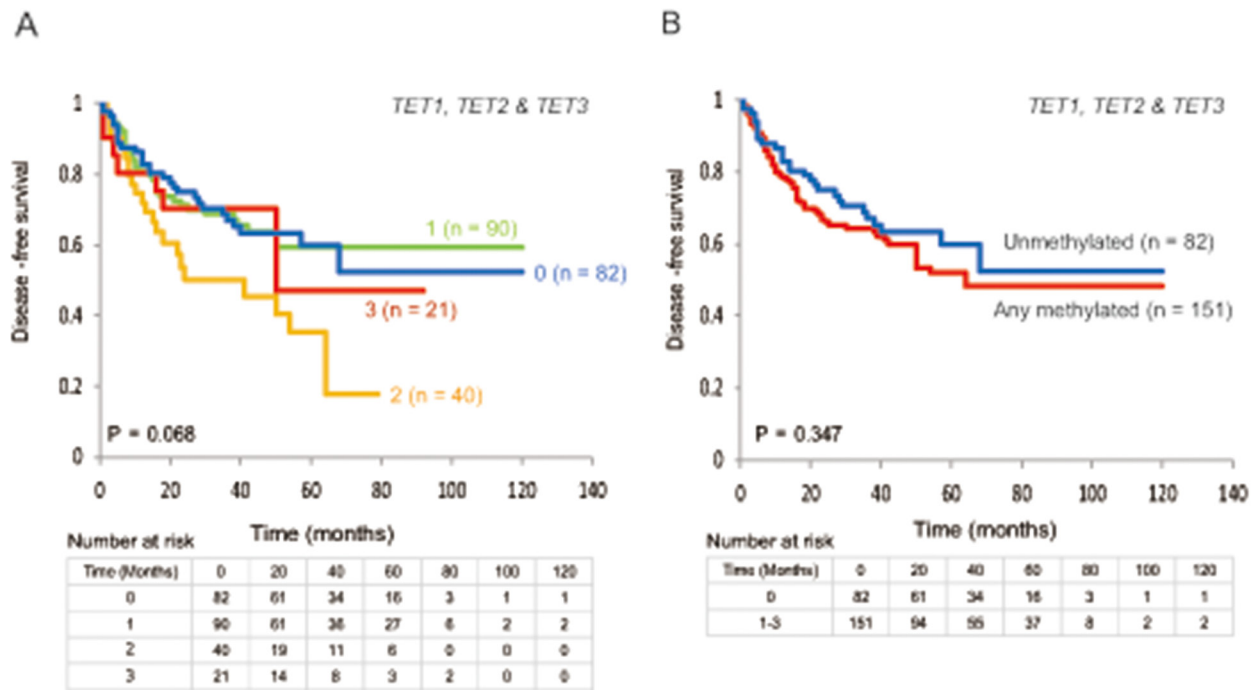 A
TET1, TET2 & TET3
Disease -free survival
1
0.8
0.6
0.4
0.2
0
1 (n = 90)
0 (n = 82)
3 (n = 21)
2 (n = 40)
P = 0.068
0 20 40 60 80 100 120 140
Time (months)
Number at risk
Time (Months) 0 20 40 60 80 100 120
0 82 61 34 16 3 1 1
1 90 61 36 27 6 2 2
2 40 19 11 6 0 0 0
3 21 14 8 3 2 0 0
B
TET1, TET2 & TET3
Disease -free survival
1
0.8
0.6
0.4
0.2
0
Unmethylated (n = 82)
Any methylated (n = 151)
P = 0.347
0 20 40 60 80 100 120 140
Time (months)
Number at risk
Time (Months) 0 20 40 60 80 100 120
0 82 61 34 16 3 1 1
1-3 151 94 55 37 8 2 2